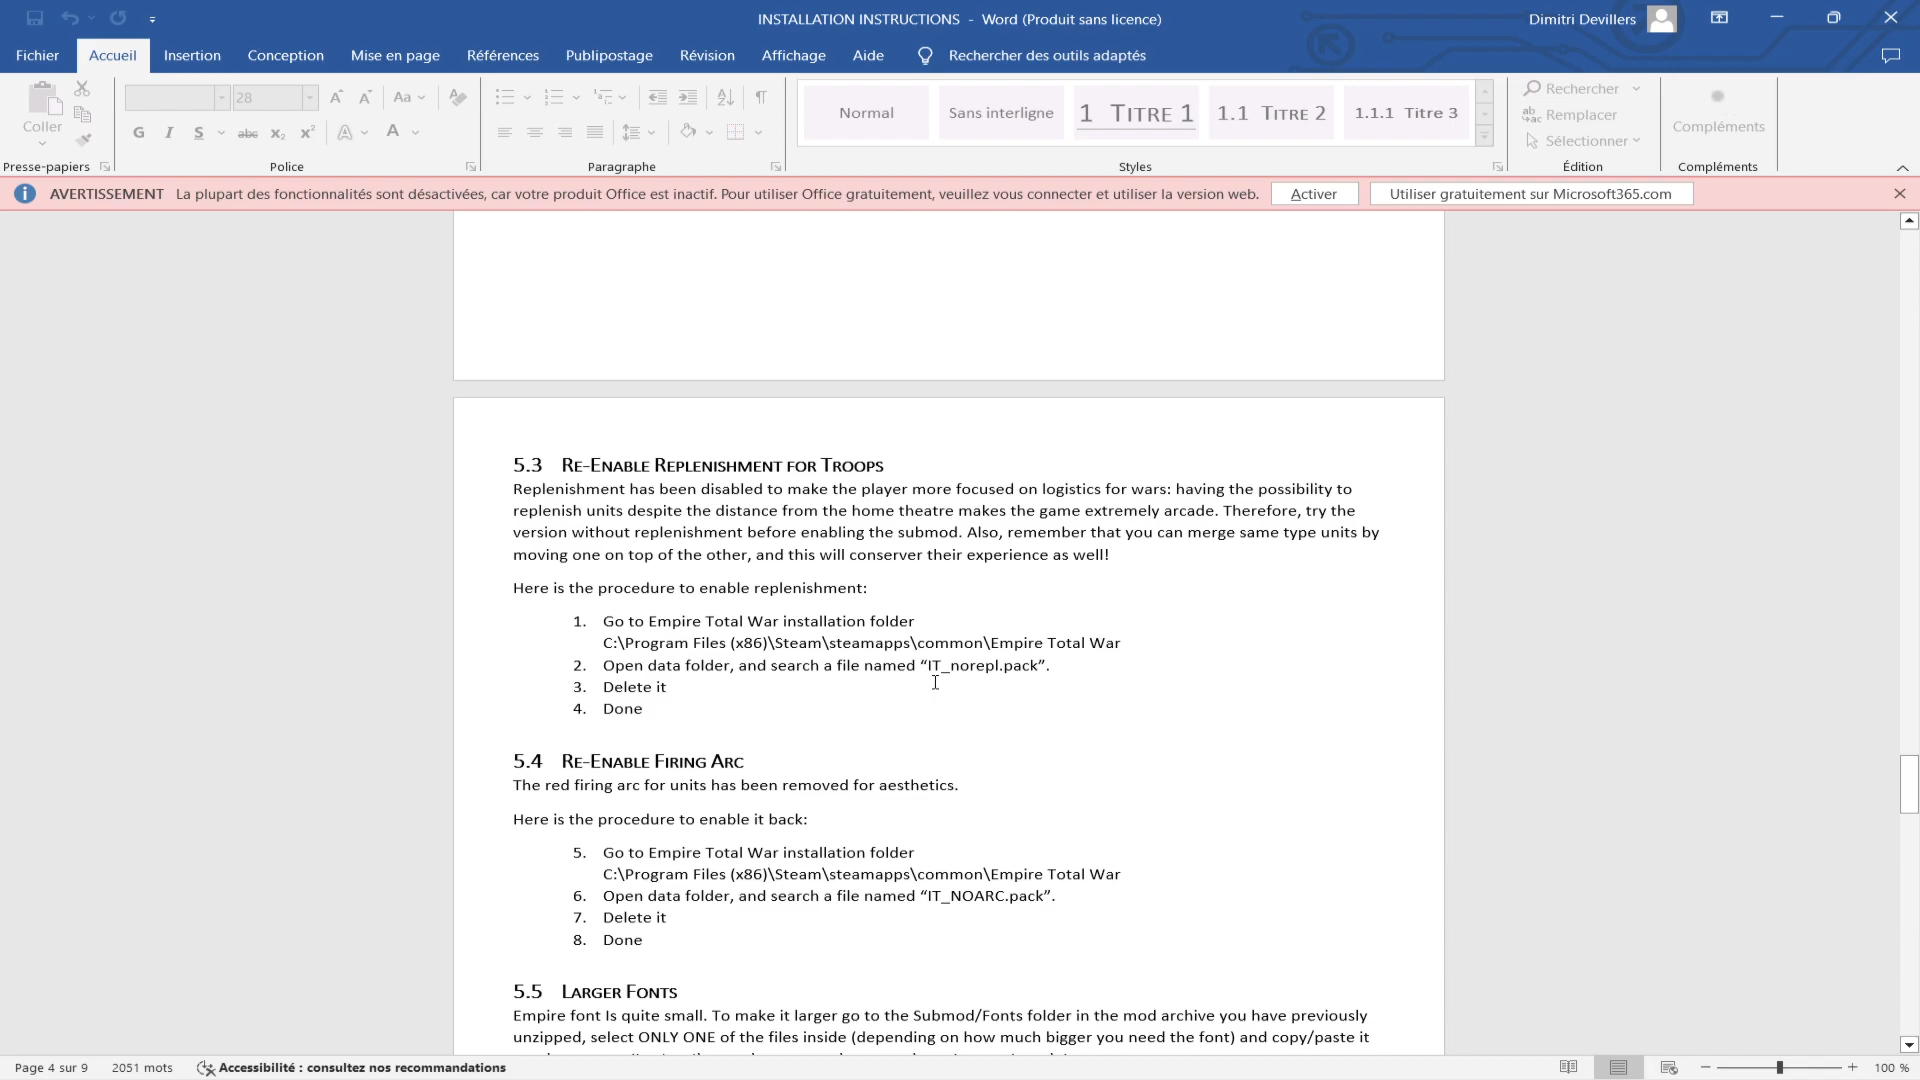 INSTALLATION INSTRUCTIONS - Word (Produit sans licence)
Dimitri Devillers
Fichier Accueil Insertion Conception Mise en page Références Publipostage Révision Affichage Aide Rechercher des outils adaptés
Coller
28
Aa
G I S abc x₂ x² A A
Normal
Sans interligne
1 TITRE 1
1.1 TITRE 2
1.1.1 Titre 3
Rechercher
Remplacer
Sélectionner
Compléments
Presse-papiers Police Paragraphe Styles Édition Compléments
AVERTISSEMENT La plupart des fonctionnalités sont désactivées, car votre produit Office est inactif. Pour utiliser Office gratuitement, veuillez vous connecter et utiliser la version web. Activer Utiliser gratuitement sur Microsoft365.com
5.3 RE-ENABLE REPLENISHMENT FOR TROOPS
Replenishment has been disabled to make the player more focused on logistics for wars: having the possibility to
replenish units despite the distance from the home theatre makes the game extremely arcade. Therefore, try the
version without replenishment before enabling the submod. Also, remember that you can merge same type units by
moving one on top of the other, and this will conserver their experience as well!
Here is the procedure to enable replenishment:
1. Go to Empire Total War installation folder
C:\Program Files (x86)\Steam\steamapps\common\Empire Total War
2. Open data folder, and search a file named “IT_norepl.pack”.
3. Delete it
4. Done
5.4 RE-ENABLE FIRING ARC
The red firing arc for units has been removed for aesthetics.
Here is the procedure to enable it back:
5. Go to Empire Total War installation folder
C:\Program Files (x86)\Steam\steamapps\common\Empire Total War
6. Open data folder, and search a file named “IT_NOARC.pack”.
7. Delete it
8. Done
5.5 LARGER FONTS
Empire font Is quite small. To make it larger go to the Submod/Fonts folder in the mod archive you have previously
unzipped, select ONLY ONE of the files inside (depending on how much bigger you need the font) and copy/paste it
Page 4 sur 9 2051 mots Accessibilité : consultez nos recommandations 100 %